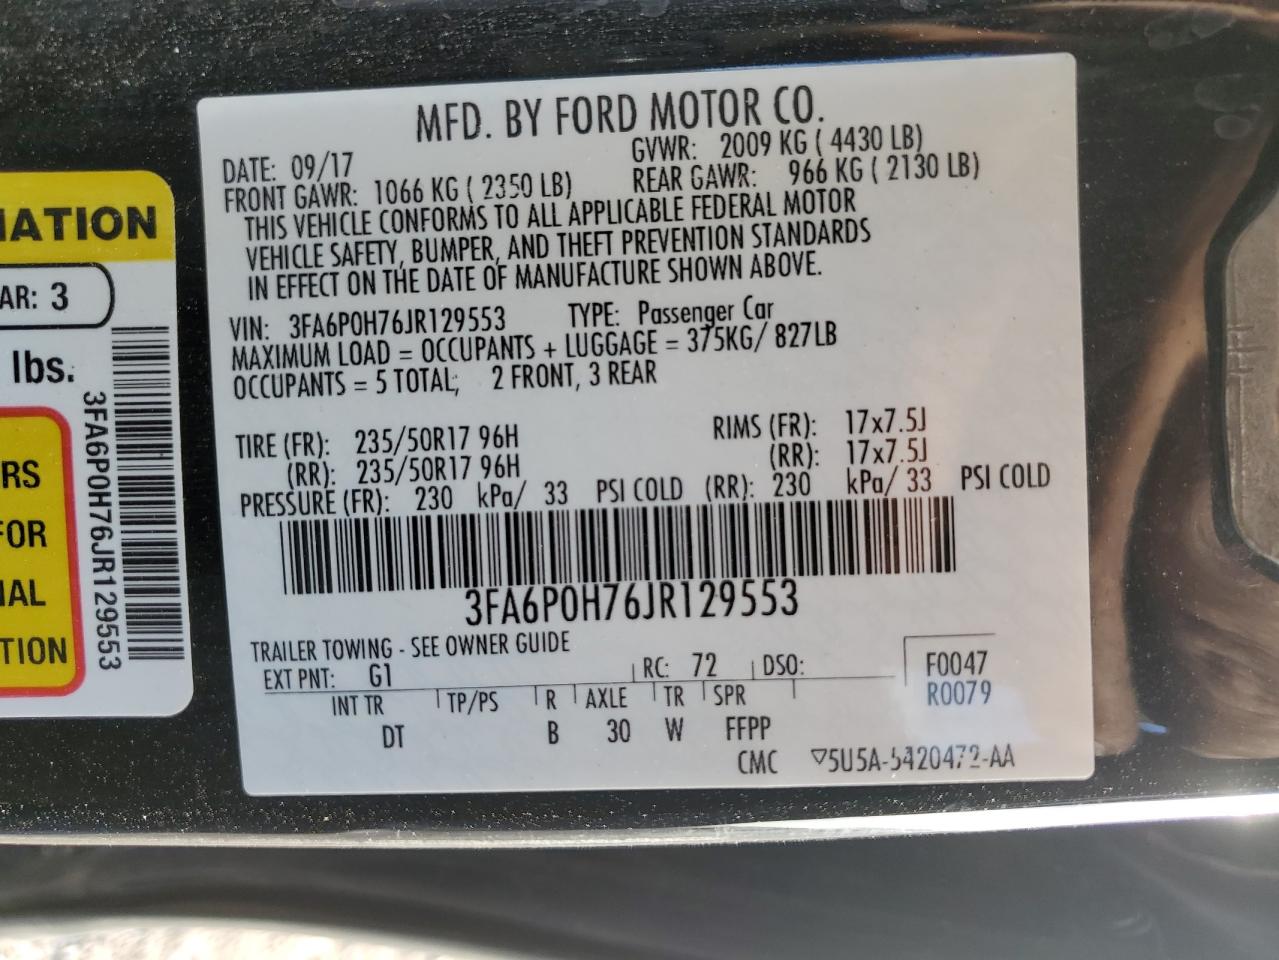 MFD. BY FORD MOTOR CO.
DATE: 09/17 GVWR: 2009 KG ( 4430 LB)
FRONT GAWR: 1066 KG ( 2350 LB) REAR GAWR: 966 KG ( 2130 LB)
THIS VEHICLE CONFORMS TO ALL APPLICABLE FEDERAL MOTOR
VEHICLE SAFETY, BUMPER, AND THEFT PREVENTION STANDARDS
IN EFFECT ON THE DATE OF MANUFACTURE SHOWN ABOVE.
VIN: 3FA6P0H76JR129553 TYPE: Passenger Car
MAXIMUM LOAD = OCCUPANTS + LUGGAGE = 375KG/ 827LB
OCCUPANTS = 5 TOTAL; 2 FRONT, 3 REAR
TIRE (FR): 235/50R17 96H RIMS (FR): 17x7.5J
(RR): 235/50R17 96H (RR): 17x7.5J
PRESSURE (FR): 230 kPa/ 33 PSI COLD (RR): 230 kPa/ 33 PSI COLD
3FA6P0H76JR129553
TRAILER TOWING - SEE OWNER GUIDE
EXT PNT: G1 RC: 72 DSO: F0047
INT TR TP/PS R AXLE TR SPR R0079
DT B 30 W FFPP
CMC ▽5U5A-5420472-AA
IATION
AR: 3
lbs.
RS
FOR
IAL
TION
3FA6P0H76JR129553